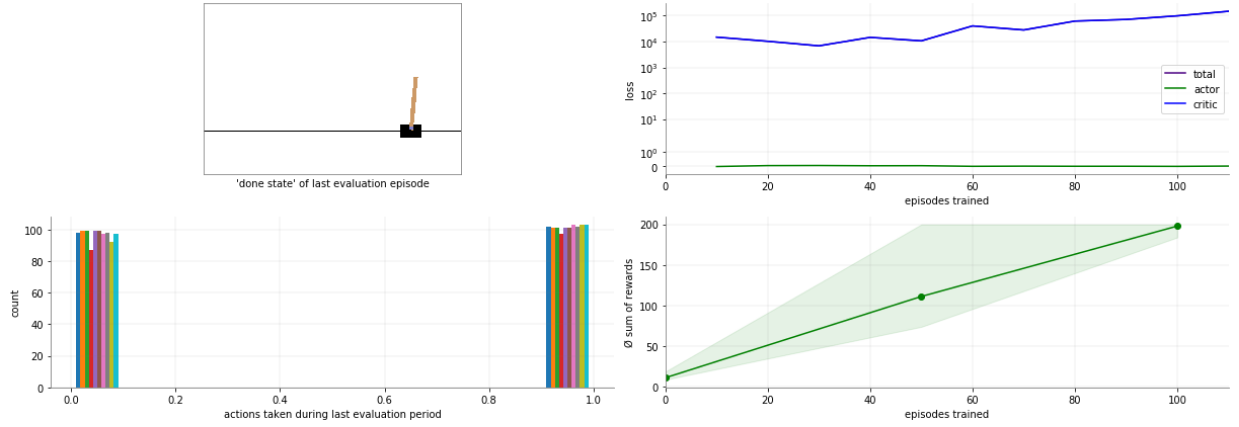 'done state' of last evaluation episode
10⁵
10⁴
10³
10²
10¹
10⁰
0
loss
total
actor
critic
0 20 40 60 80 100
episodes trained
100
80
60
40
20
0
count
0.0 0.2 0.4 0.6 0.8 1.0
actions taken during last evaluation period
200
150
100
50
0
Ø sum of rewards
0 20 40 60 80 100
episodes trained